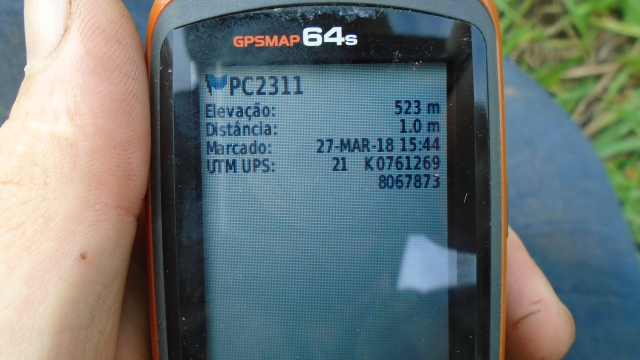 GPSMAP 64s
PC2311
Elevação: 523 m
Distância: 1.0 m
Marcado: 27-MAR-18 15:44
UTM UPS: 21 K 0761269
8067873